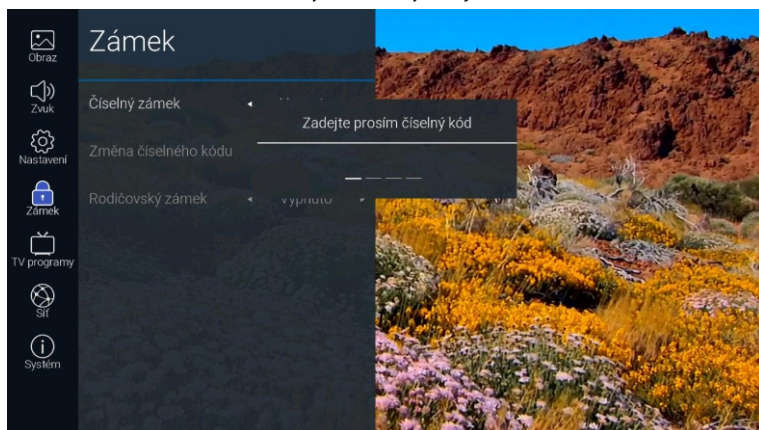 Obraz
Zvuk
Nastavení
Zámek
TV programy
Síť
Systém
Zámek
Číselný zámek
Změna číselného kódu
Rodičovský zámek
Vypnuto
Zadejte prosím číselný kód